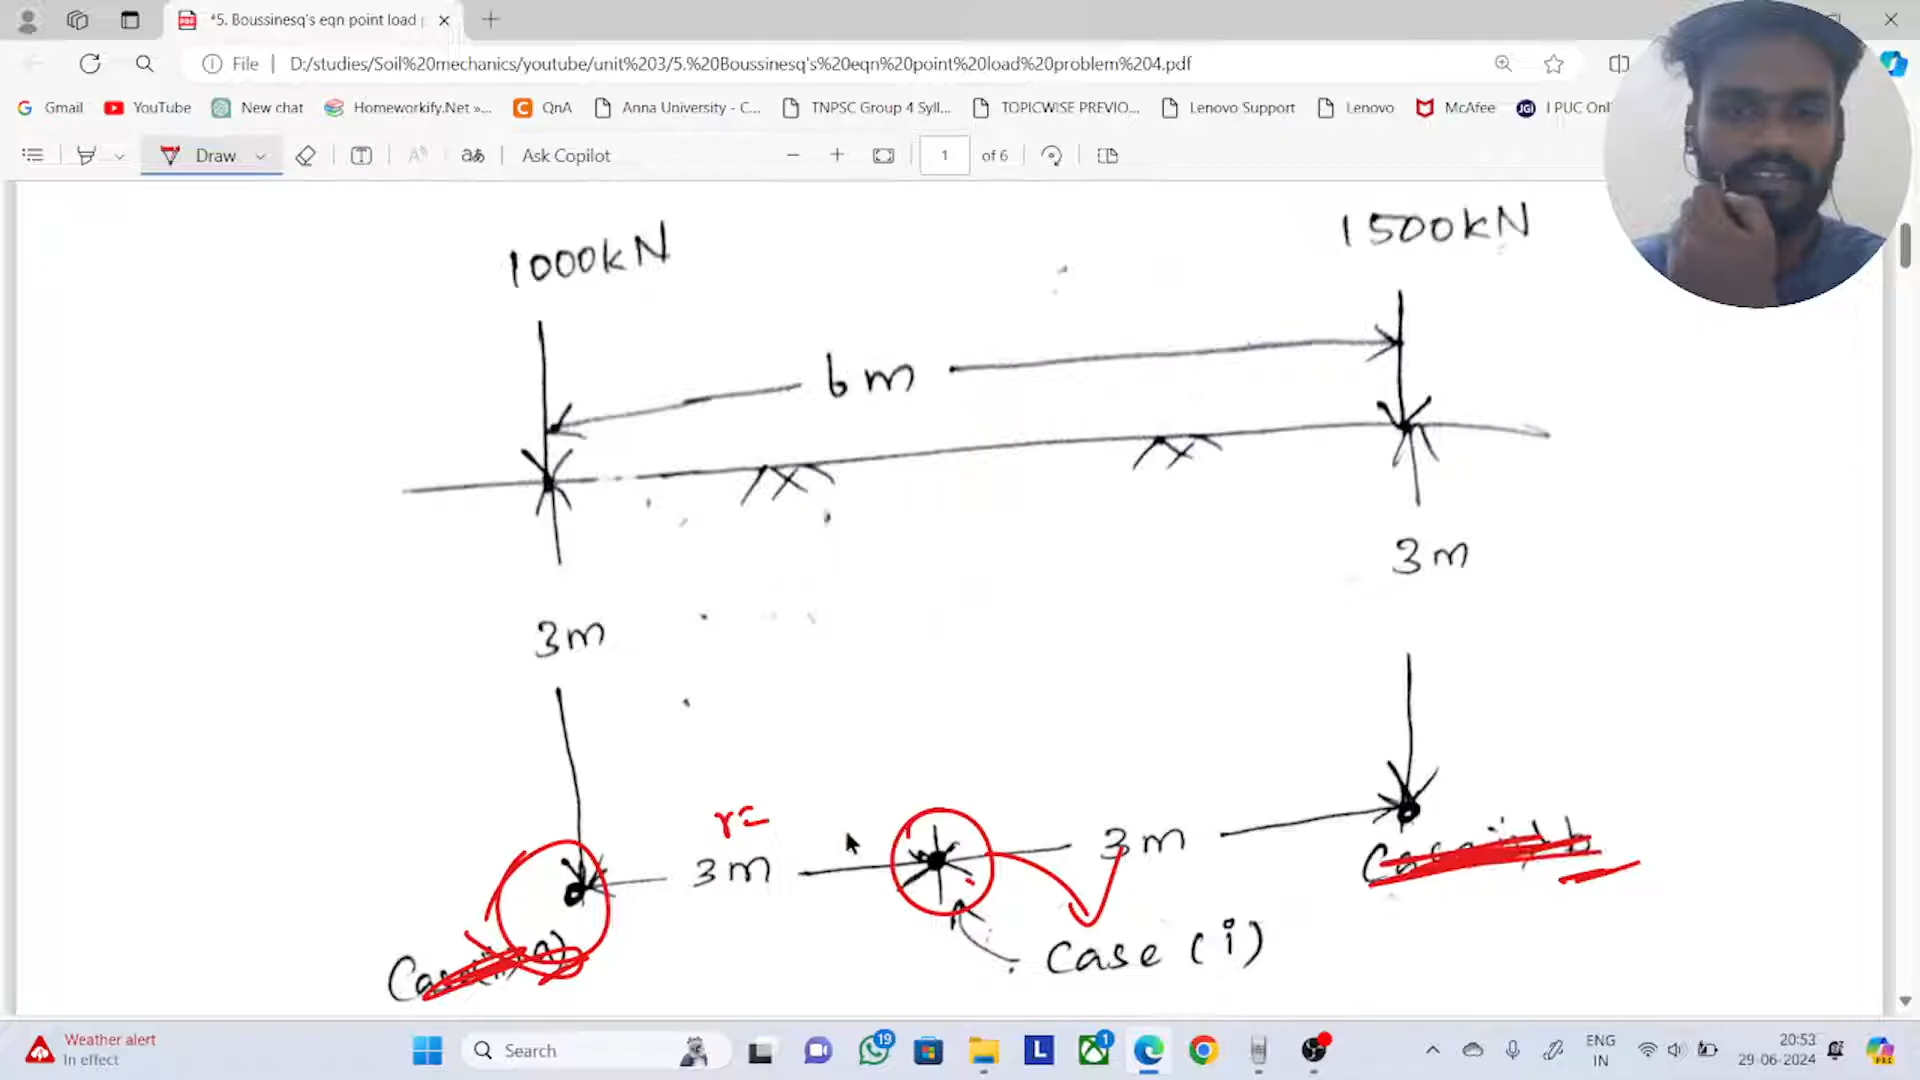 *5. Boussinesq's eqn point load
File
D:/studies/Soil%20mechanics/youtube/unit%203/5.%20Boussinesq's%20eqn%20point%20load%20problem%204.pdf
Gmail
YouTube
New chat
Homeworkify.Net »...
QnA
Anna University - C...
TNPSC Group 4 Syll...
TOPICWISE PREVIO...
Lenovo Support
Lenovo
McAfee
I PUC Onl
Draw
Ask Copilot
1 of 6
1000kN
1500kN
6m
3m
3m
r=
3m
3m
Case (i)
Weather alert
In effect
Search
19
1
ENG
IN
20:53
29-06-2024